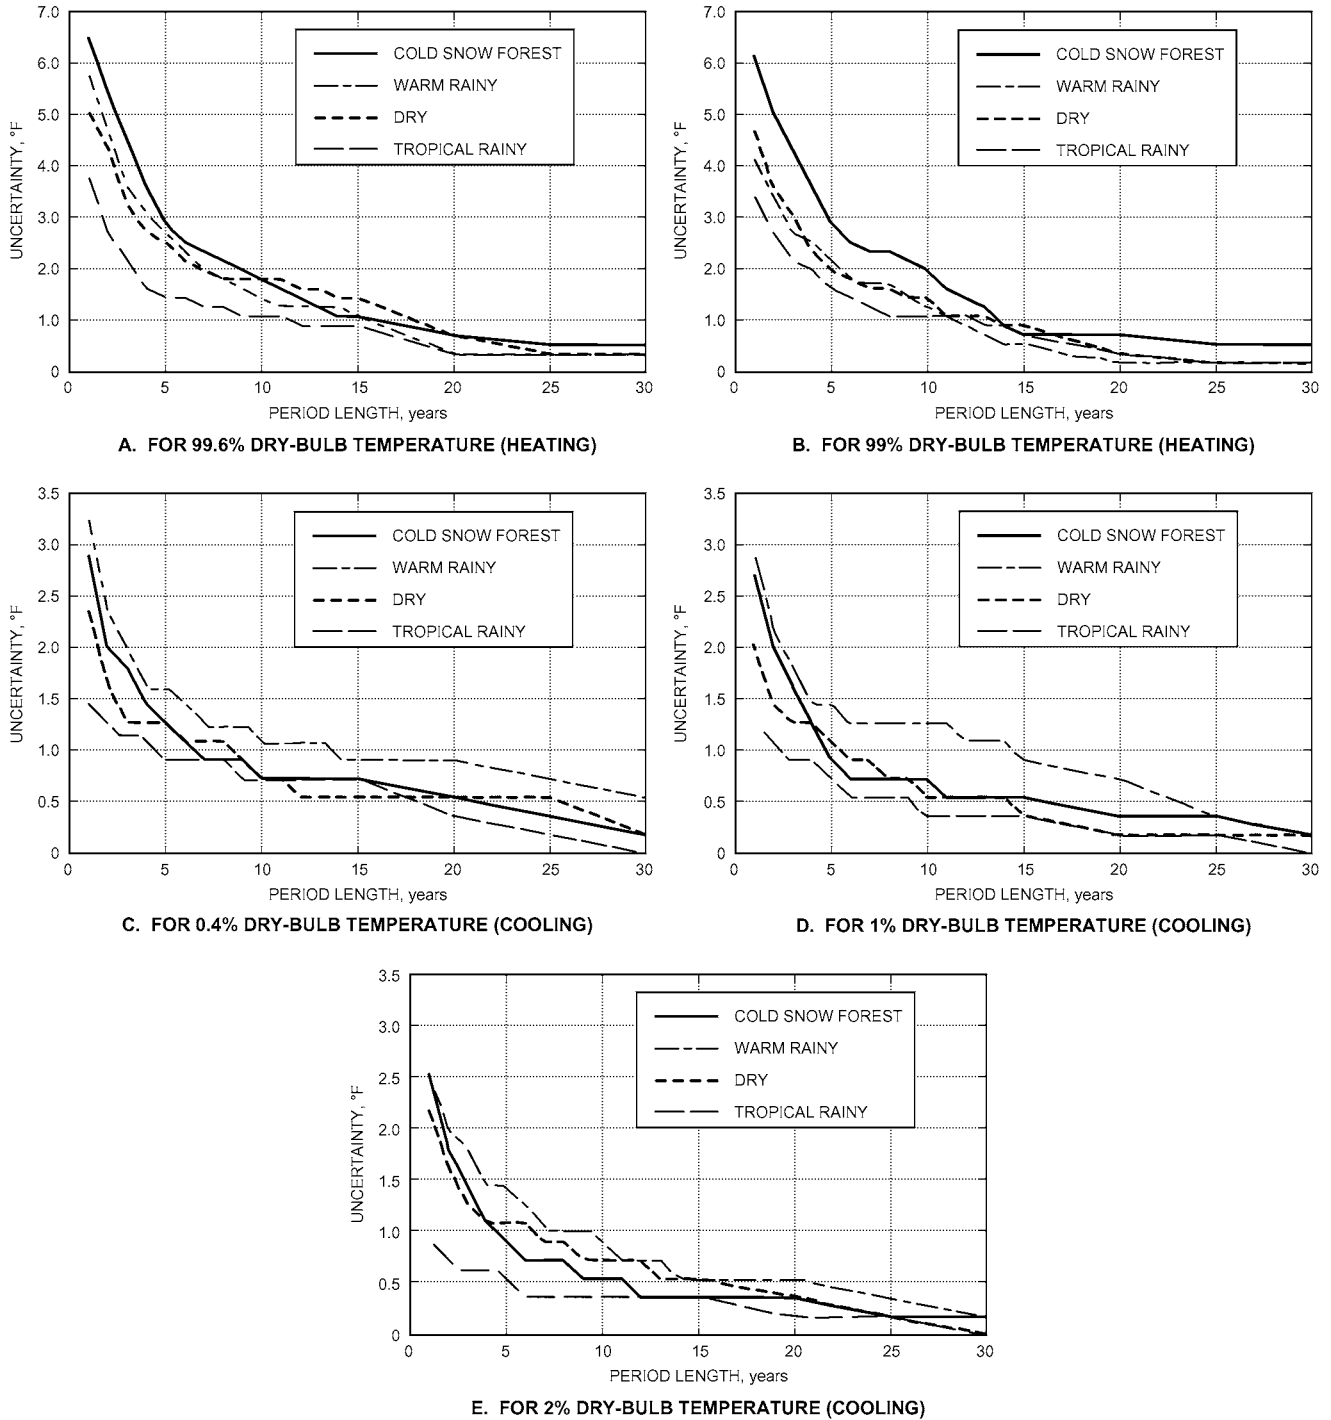 7.0
6.0
5.0
4.0
3.0
2.0
1.0
0
UNCERTAINTY, °F
COLD SNOW FOREST
WARM RAINY
DRY
TROPICAL RAINY
0 5 10 15 20 25 30
PERIOD LENGTH, years
A. FOR 99.6% DRY-BULB TEMPERATURE (HEATING)
7.0
6.0
5.0
4.0
3.0
2.0
1.0
0
UNCERTAINTY, °F
COLD SNOW FOREST
WARM RAINY
DRY
TROPICAL RAINY
0 5 10 15 20 25 30
PERIOD LENGTH, years
B. FOR 99% DRY-BULB TEMPERATURE (HEATING)
3.5
3.0
2.5
2.0
1.5
1.0
0.5
0
UNCERTAINTY, °F
COLD SNOW FOREST
WARM RAINY
DRY
TROPICAL RAINY
0 5 10 15 20 25 30
PERIOD LENGTH, years
C. FOR 0.4% DRY-BULB TEMPERATURE (COOLING)
3.5
3.0
2.5
2.0
1.5
1.0
0.5
0
UNCERTAINTY, °F
COLD SNOW FOREST
WARM RAINY
DRY
TROPICAL RAINY
0 5 10 15 20 25 30
PERIOD LENGTH, years
D. FOR 1% DRY-BULB TEMPERATURE (COOLING)
3.5
3.0
2.5
2.0
1.5
1.0
0.5
0
UNCERTAINTY, °F
COLD SNOW FOREST
WARM RAINY
DRY
TROPICAL RAINY
0 5 10 15 20 25 30
PERIOD LENGTH, years
E. FOR 2% DRY-BULB TEMPERATURE (COOLING)